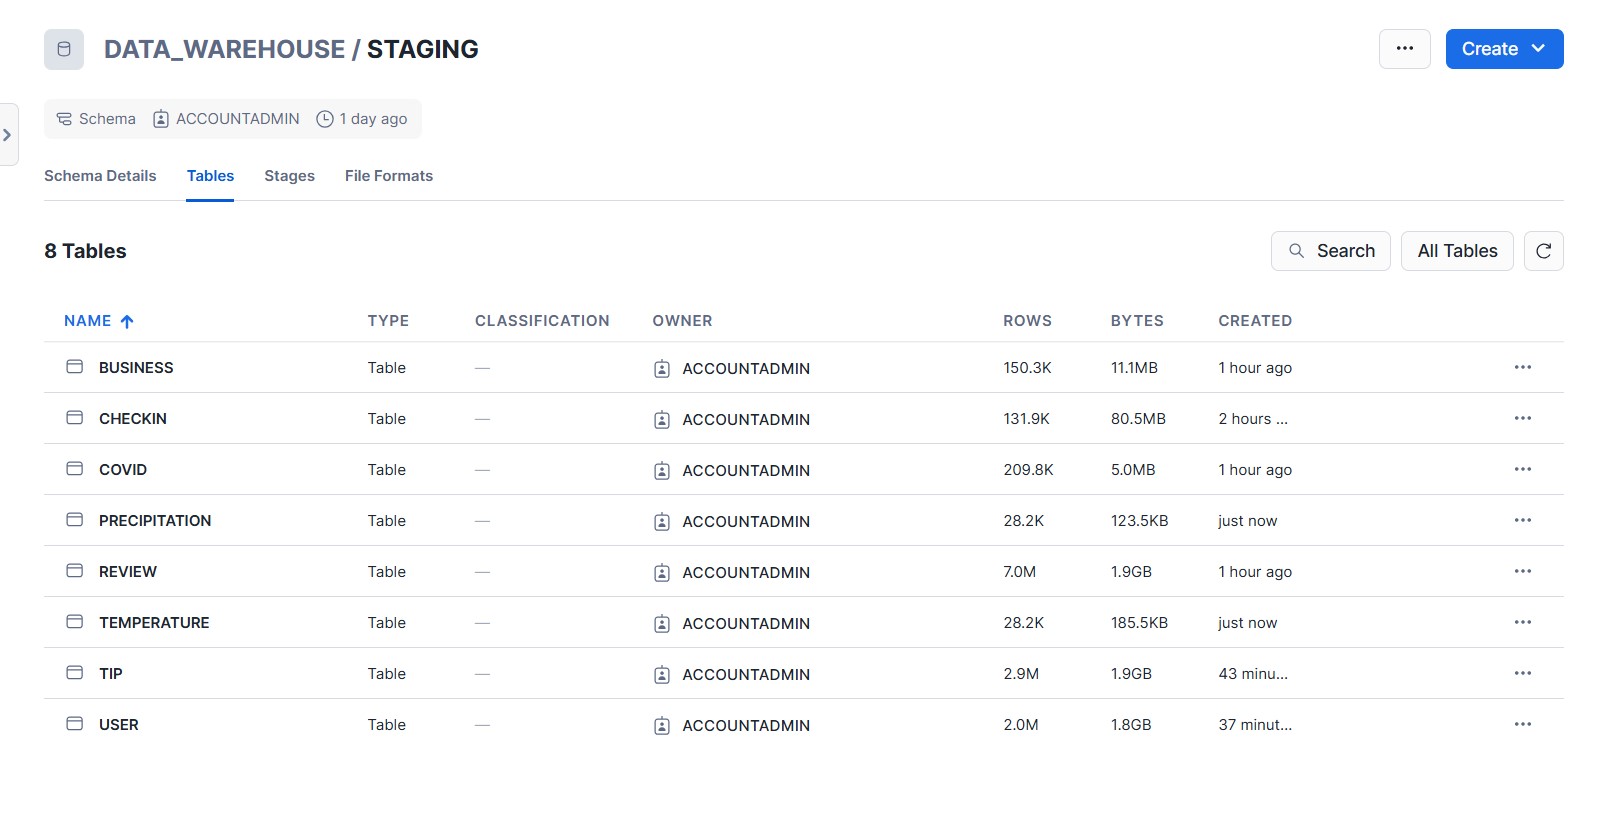 DATA_WAREHOUSE / STAGING
... Create
Schema ACCOUNTADMIN 1 day ago
Schema Details Tables Stages File Formats
8 Tables Search All Tables
NAME TYPE CLASSIFICATION OWNER ROWS BYTES CREATED
BUSINESS Table — ACCOUNTADMIN 150.3K 11.1MB 1 hour ago ...
CHECKIN Table — ACCOUNTADMIN 131.9K 80.5MB 2 hours ... ...
COVID Table — ACCOUNTADMIN 209.8K 5.0MB 1 hour ago ...
PRECIPITATION Table — ACCOUNTADMIN 28.2K 123.5KB just now ...
REVIEW Table — ACCOUNTADMIN 7.0M 1.9GB 1 hour ago ...
TEMPERATURE Table — ACCOUNTADMIN 28.2K 185.5KB just now ...
TIP Table — ACCOUNTADMIN 2.9M 1.9GB 43 minu... ...
USER Table — ACCOUNTADMIN 2.0M 1.8GB 37 minut... ...